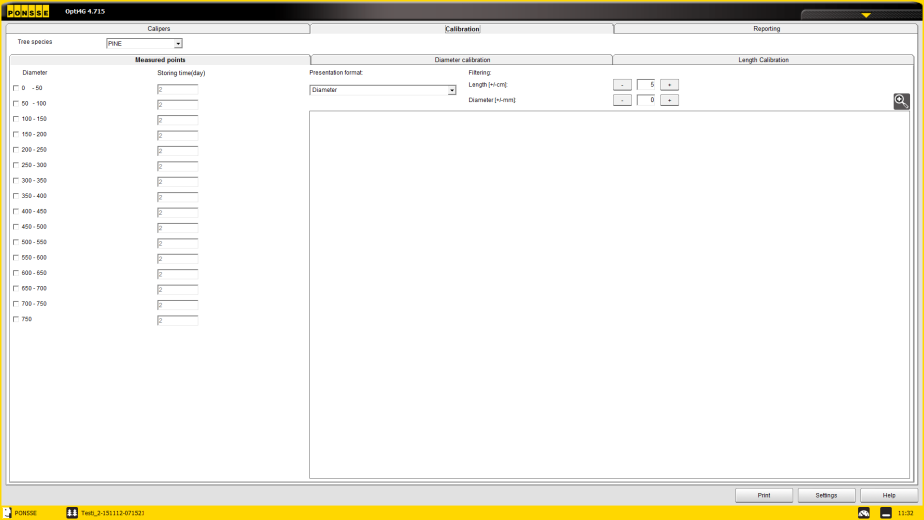 PONSSE Opti4G 4.715
Calipers Calibration Reporting
Tree species PINE
Measured points Diameter calibration Length Calibration
Diameter Storing time(day) Presentation format: Filtering:
Diameter Length [+/-cm]: - 5 +
Diameter [+/-mm]: - 0 +
0 - 50 2
50 - 100 2
100 - 150 2
150 - 200 2
200 - 250 2
250 - 300 2
300 - 350 2
350 - 400 2
400 - 450 2
450 - 500 2
500 - 550 2
550 - 600 2
600 - 650 2
650 - 700 2
700 - 750 2
750 2
Print Settings Help
PONSSE Testi_2-151112-071521 11:32